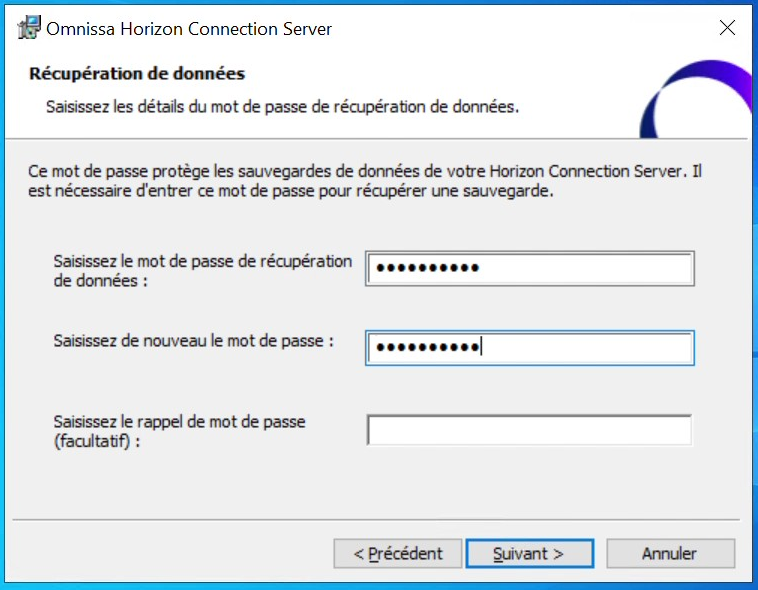 Omnissa Horizon Connection Server
Récupération de données
Saisissez les détails du mot de passe de récupération de données.
Ce mot de passe protège les sauvegardes de données de votre Horizon Connection Server. Il
est nécessaire d'entrer ce mot de passe pour récupérer une sauvegarde.
Saisissez le mot de passe de récupération
de données :
●●●●●●●●●●
Saisissez de nouveau le mot de passe :
●●●●●●●●●●
Saisissez le rappel de mot de passe
(facultatif) :
< Précédent
Suivant >
Annuler